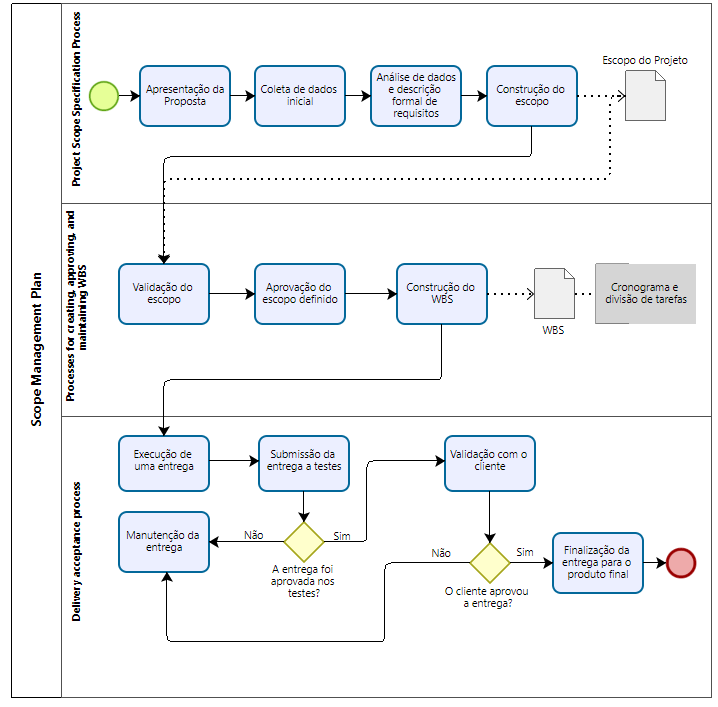 Scope Management Plan
Project Scope Specification Process
Apresentação da
Proposta
Coleta de dados
inicial
Análise de dados
e descrição
formal de
requisitos
Construção do
escopo
Escopo do Projeto
Processes for creating, approving, and
maintaining WBS
Validação do
escopo
Aprovação do
escopo definido
Construção do
WBS
WBS
Cronograma e
divisão de tarefas
Delivery acceptance process
Execução de
uma entrega
Submissão da
entrega a testes
Validação com o
cliente
Manutenção da
entrega
Não
Sim
A entrega foi
aprovada nos
testes?
Não
Sim
O cliente aprovou
a entrega?
Finalização da
entrega para o
produto final